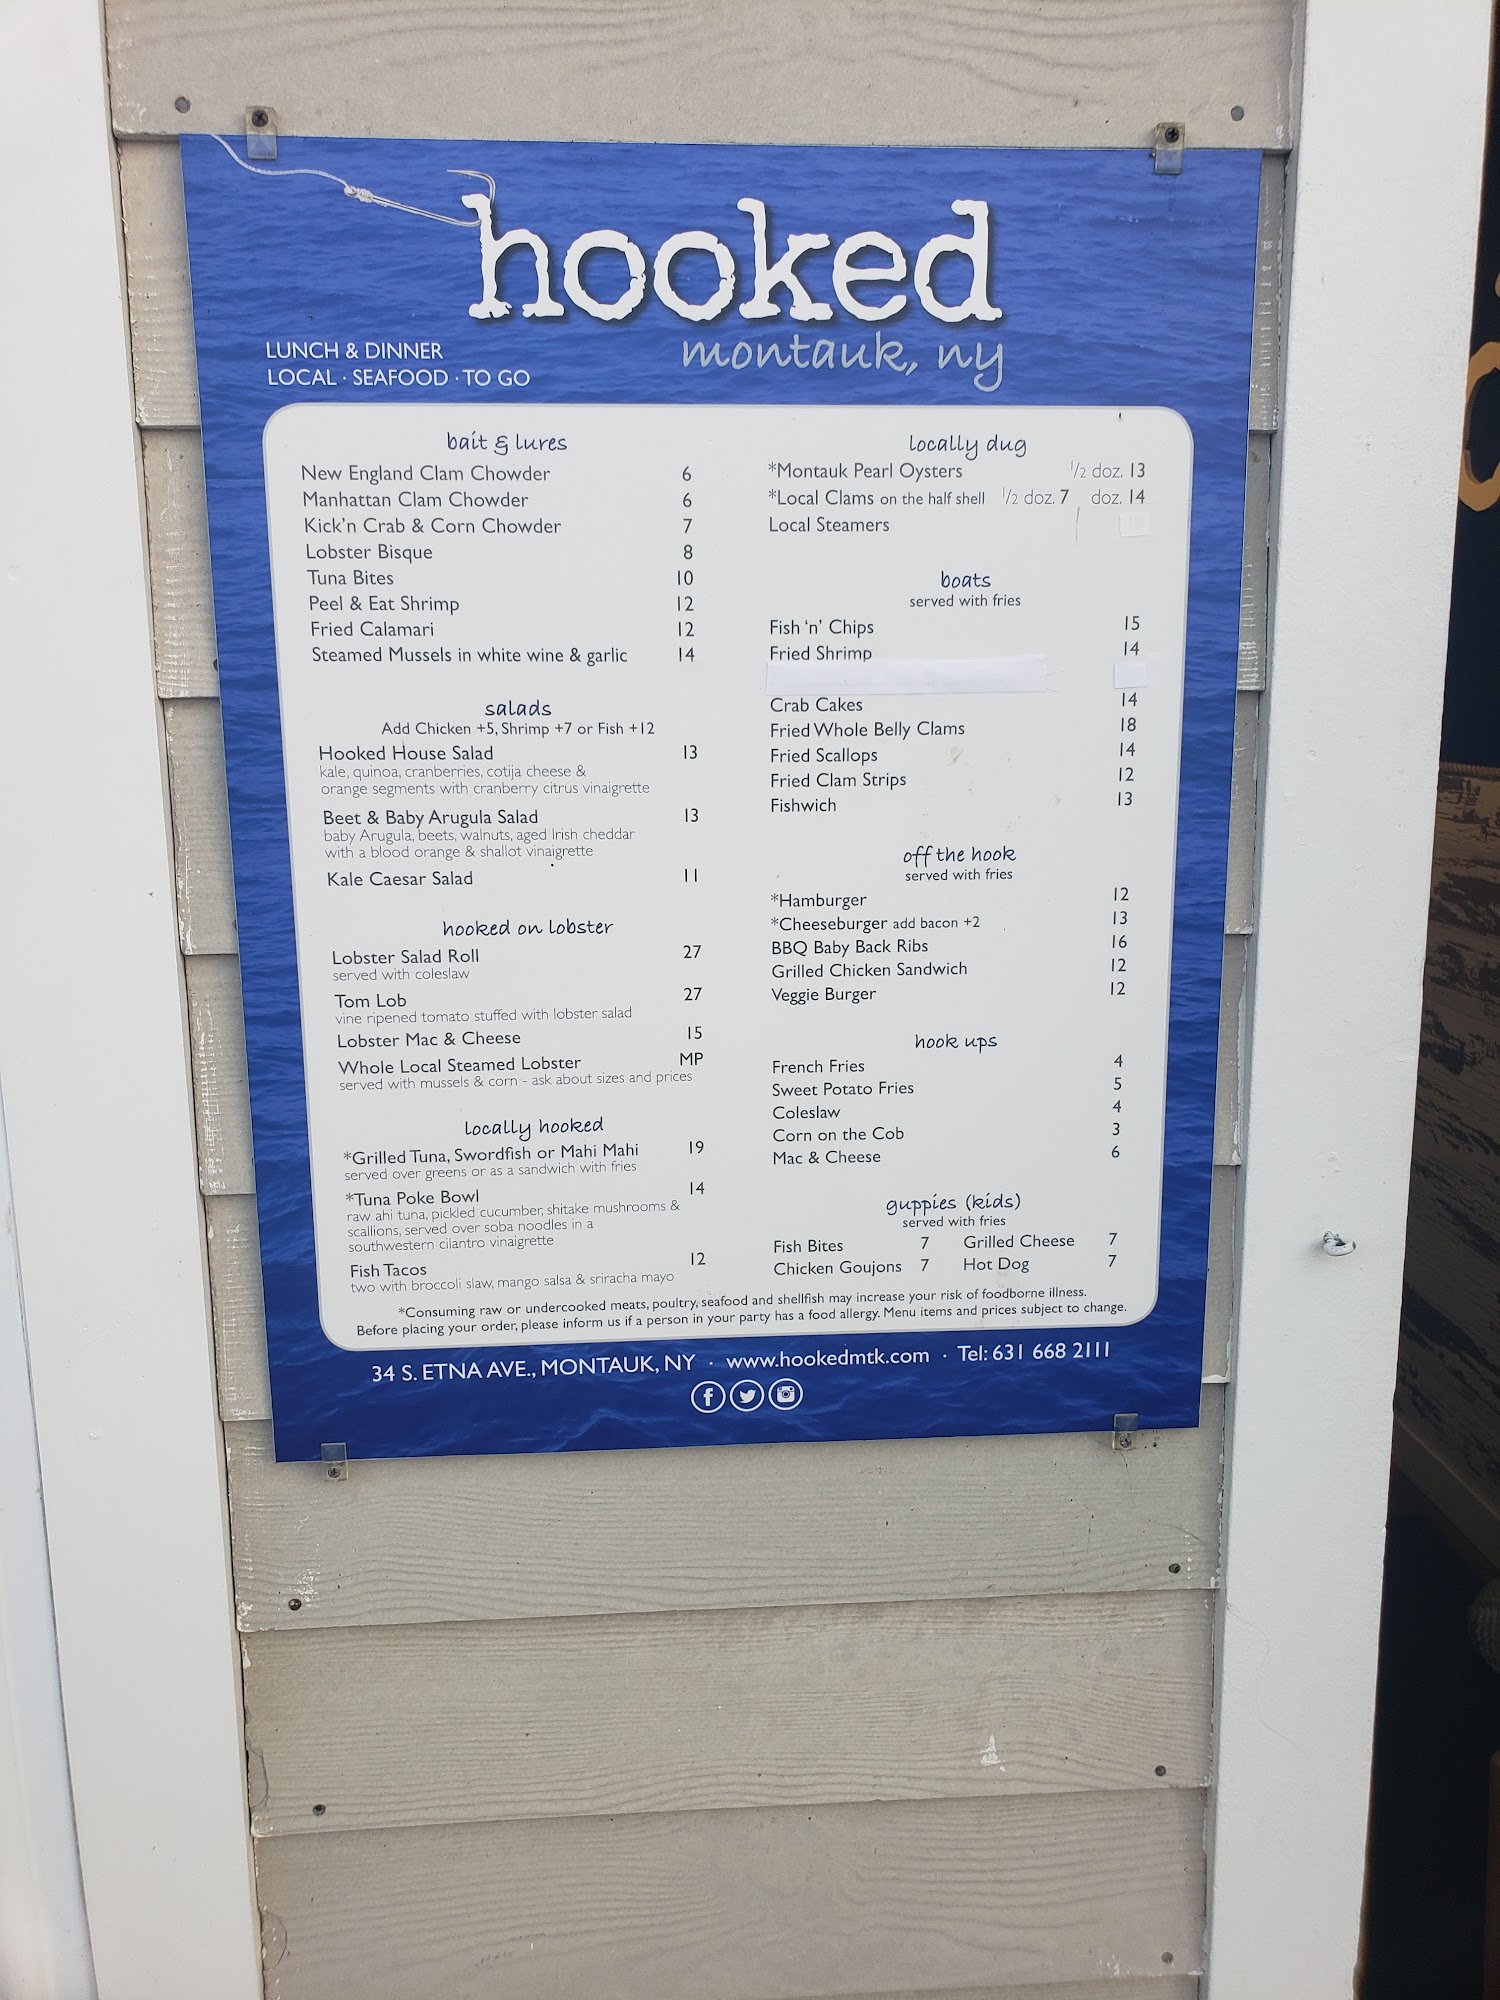 hooked
montauk, ny
LUNCH & DINNER
LOCAL · SEAFOOD · TO GO
bait & lures
New England Clam Chowder 6
Manhattan Clam Chowder 6
Kick'n Crab & Corn Chowder 7
Lobster Bisque 8
Tuna Bites 10
Peel & Eat Shrimp 12
Fried Calamari 12
Steamed Mussels in white wine & garlic 14
salads
Add Chicken +5, Shrimp +7 or Fish +12
Hooked House Salad 13
kale, quinoa, cranberries, cotija cheese &
orange segments with cranberry citrus vinaigrette
Beet & Baby Arugula Salad 13
baby Arugula, beets, walnuts, aged Irish cheddar
with a blood orange & shallot vinaigrette
Kale Caesar Salad 11
hooked on lobster
Lobster Salad Roll 27
served with coleslaw
Tom Lob 27
vine ripened tomato stuffed with lobster salad
Lobster Mac & Cheese 15
Whole Local Steamed Lobster MP
served with mussels & corn - ask about sizes and prices
locally hooked
*Grilled Tuna, Swordfish or Mahi Mahi 19
served over greens or as a sandwich with fries
*Tuna Poke Bowl 14
raw ahi tuna, pickled cucumber, shitake mushrooms &
scallions, served over soba noodles in a
southwestern cilantro vinaigrette
Fish Tacos 12
two with broccoli slaw, mango salsa & sriracha mayo
locally dug
*Montauk Pearl Oysters 1/2 doz. 13
*Local Clams on the half shell 1/2 doz. 7 doz. 14
Local Steamers
boats
served with fries
Fish 'n' Chips 15
Fried Shrimp 14
Crab Cakes 14
Fried Whole Belly Clams 18
Fried Scallops 14
Fried Clam Strips 12
Fishwich 13
off the hook
served with fries
*Hamburger 12
*Cheeseburger add bacon +2 13
BBQ Baby Back Ribs 16
Grilled Chicken Sandwich 12
Veggie Burger 12
hook ups
French Fries 4
Sweet Potato Fries 5
Coleslaw 4
Corn on the Cob 3
Mac & Cheese 6
guppies (kids)
served with fries
Fish Bites 7 Grilled Cheese 7
Chicken Goujons 7 Hot Dog 7
*Consuming raw or undercooked meats, poultry, seafood and shellfish may increase your risk of foodborne illness.
Before placing your order, please inform us if a person in your party has a food allergy. Menu items and prices subject to change.
34 S. ETNA AVE., MONTAUK, NY · www.hookedmtk.com · Tel: 631 668 2111